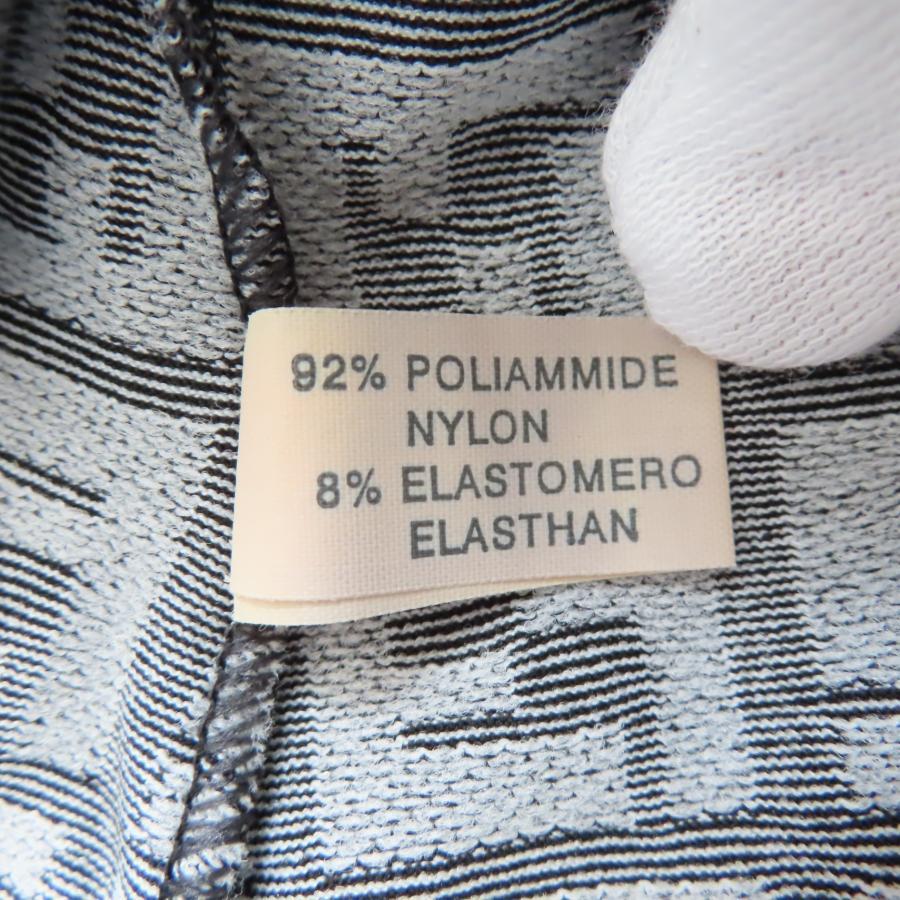 92% POLIAMMIDE
NYLON
8% ELASTOMERO
ELASTHAN